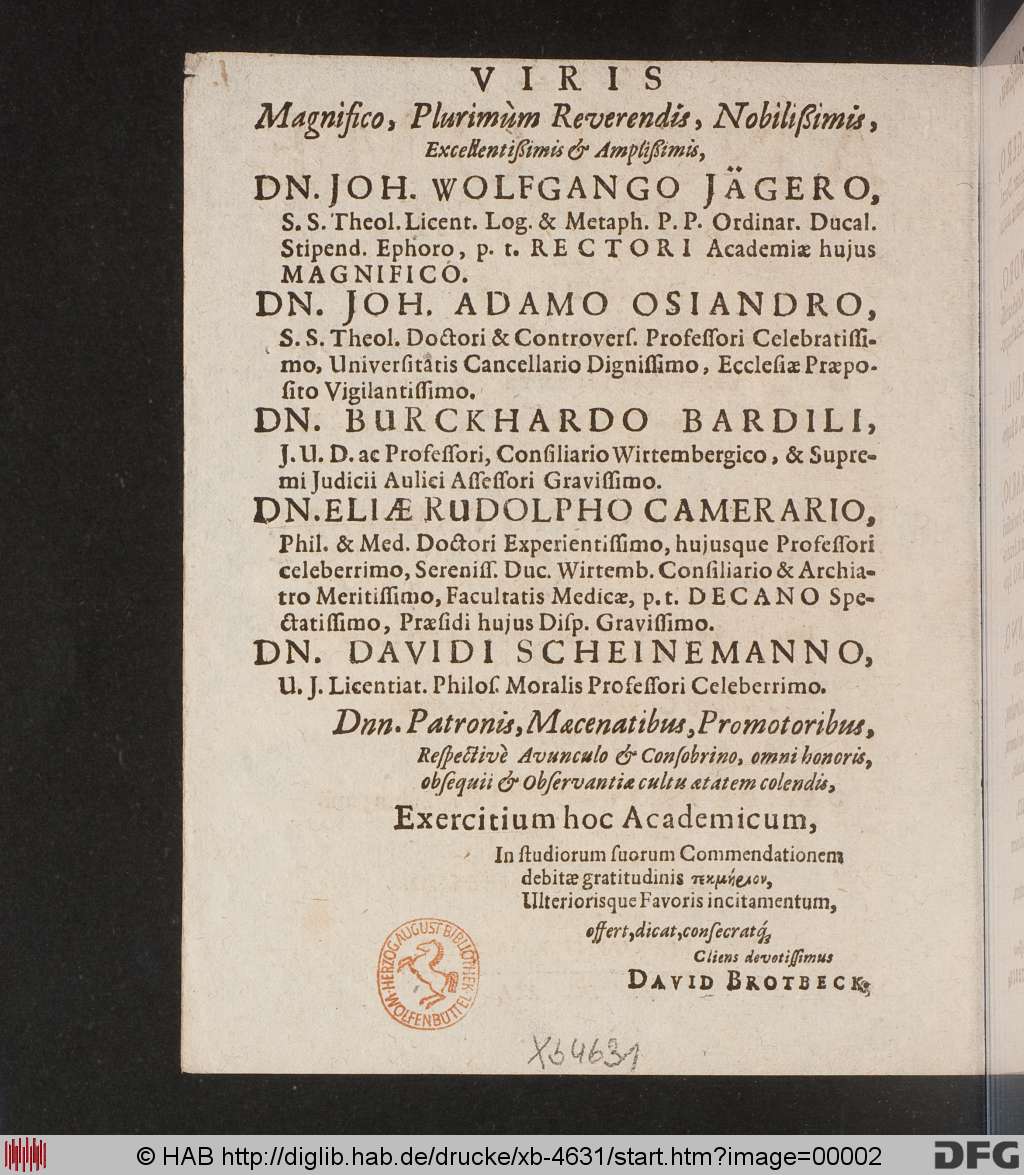 VIRIS
Magnifico, Plurimùm Reverendis, Nobilißimis,
Excellentißimis & Amplißimis,
DN. JOH. WOLFGANGO JÄGERO,
S. S. Theol. Licent. Log. & Metaph. P. P. Ordinar. Ducal.
Stipend. Ephoro, p. t. RECTORI Academiæ hujus
MAGNIFICO.
DN. JOH. ADAMO OSIANDRO,
S. S. Theol. Doctori & Controverſ. Profeſſori Celebratiſſi-
mo, Univerſitatis Cancellario Digniſſimo, Eccleſiæ Præpo-
ſito Vigilantiſſimo.
DN. BURCKHARDO BARDILI,
J. U. D. ac Profeſſori, Conſiliario Wirtembergico, & Supre-
mi Judicii Aulici Aſſeſſori Graviſſimo.
DN. ELIÆ RUDOLPHO CAMERARIO,
Phil. & Med. Doctori Experientiſſimo, hujusque Profeſſori
celeberrimo, Sereniſſ. Duc. Wirtemb. Conſiliario & Archia-
tro Meritiſſimo, Facultatis Medicæ, p. t. DECANO Spe-
ctatiſſimo, Præſidi hujus Diſp. Graviſſimo.
DN. DAVIDI SCHEINEMANNO,
U. J. Licentiat. Philoſ. Moralis Profeſſori Celeberrimo.
Dnn. Patronis, Mæcenatibus, Promotoribus,
Reſpectivè Avunculo & Conſobrino, omni honoris,
obſequii & Obſervantiæ cultu ætatem colendis,
Exercitium hoc Academicum,
In ſtudiorum ſuorum Commendationem
debitæ gratitudinis τεκμήριον,
Ulteriorisque Favoris incitamentum,
offert, dicat, conſecratq́;
Cliens devotiſſimus
DAVID BROTBECK.
HERZOG AUGUST BIBLIOTHEK
WOLFENBÜTTEL
Xb4631
© HAB http://diglib.hab.de/drucke/xb-4631/start.htm?image=00002
DFG